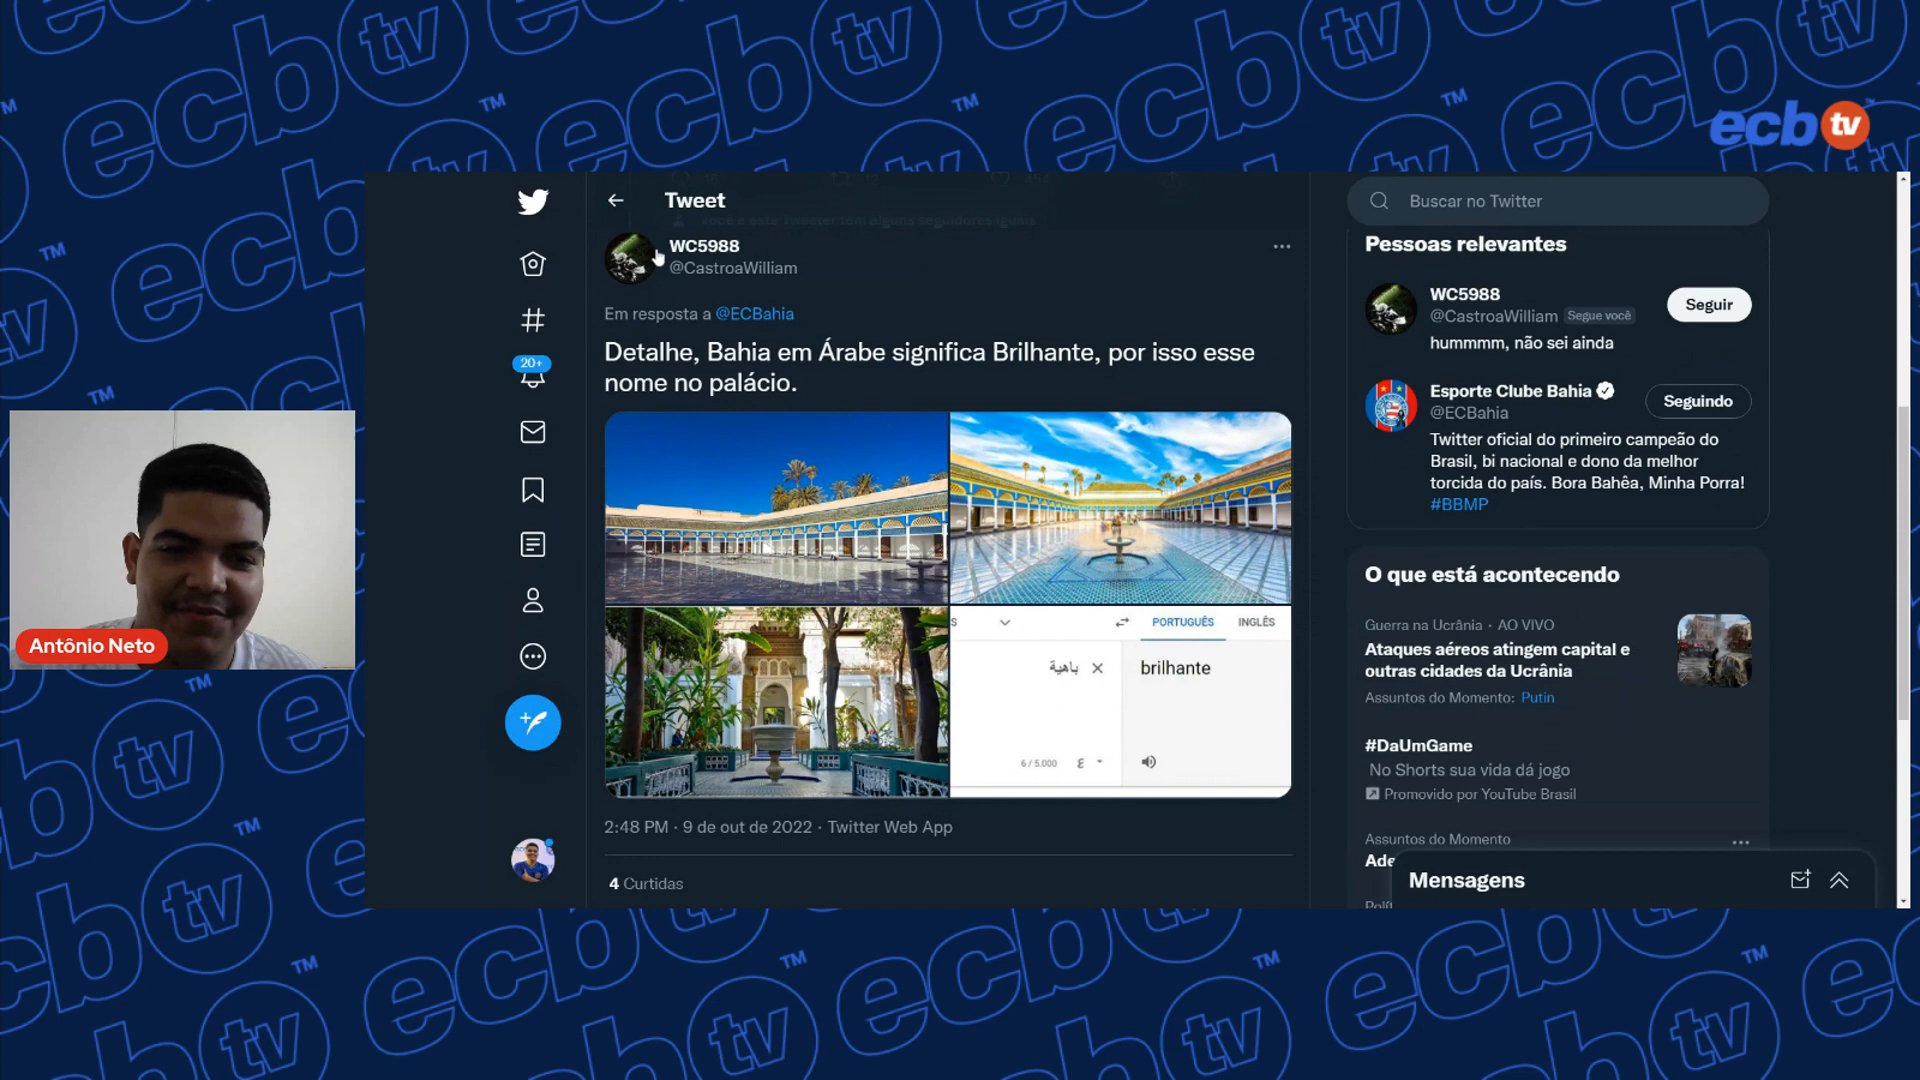 ecb tv
Tweet
WC5988
@CastroaWilliam
Em resposta a @ECBahia
Detalhe, Bahia em Árabe significa Brilhante, por isso esse
nome no palácio.
S
PORTUGUÊS INGLÊS
باهية
brilhante
6 / 5.000
ع
2:48 PM · 9 de out de 2022 · Twitter Web App
4 Curtidas
20+
Antônio Neto
Buscar no Twitter
Pessoas relevantes
WC5988
@CastroaWilliam Segue você
Seguir
hummmm, não sei ainda
Esporte Clube Bahia
@ECBahia
Seguindo
Twitter oficial do primeiro campeão do
Brasil, bi nacional e dono da melhor
torcida do país. Bora Bahêa, Minha Porra!
#BBMP
O que está acontecendo
Guerra na Ucrânia · AO VIVO
Ataques aéreos atingem capital e
outras cidades da Ucrânia
Assuntos do Momento: Putin
#DaUmGame
No Shorts sua vida dá jogo
Promovido por YouTube Brasil
Assuntos do Momento
Ade
Mensagens